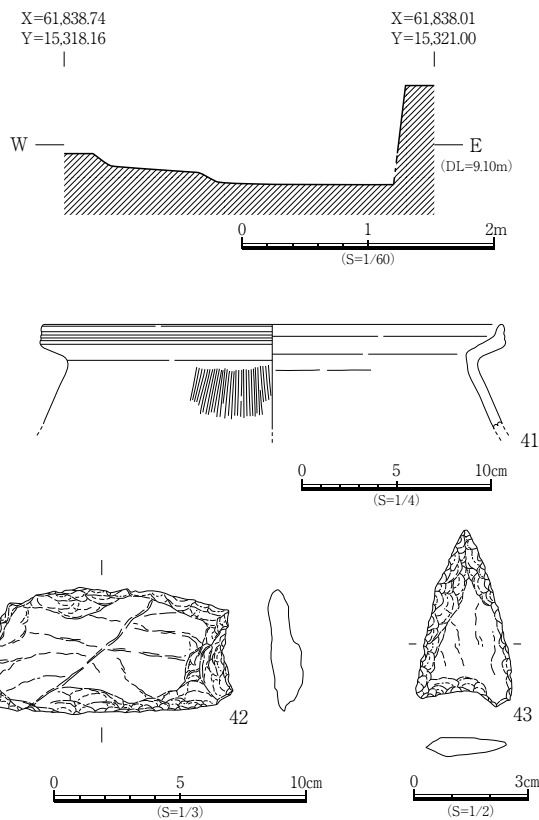 X=61,838.74
Y=15,318.16
X=61,838.01
Y=15,321.00
W
E
(DL=9.10m)
0 1 2m
(S=1/60)
41
0 5 10cm
(S=1/4)
42
43
0 5 10cm
(S=1/3)
0 3cm
(S=1/2)